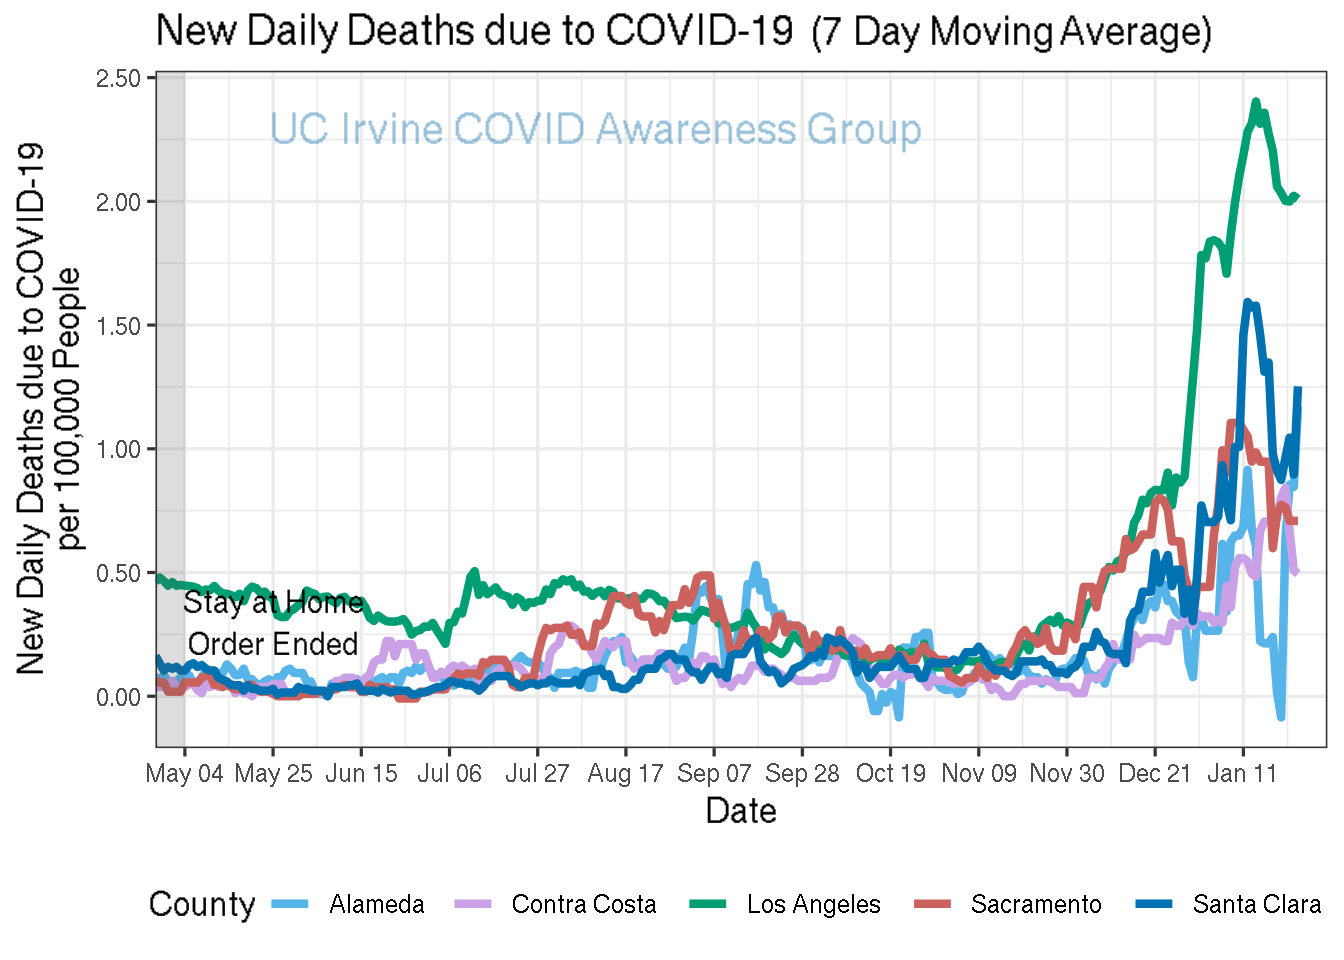 New Daily Deaths due to COVID-19 (7 Day Moving Average)
UC Irvine COVID Awareness Group
New Daily Deaths due to COVID-19
per 100,000 People
2.50
2.00
1.50
1.00
0.50
0.00
Stay at Home
Order Ended
May 04 May 25 Jun 15 Jul 06 Jul 27 Aug 17 Sep 07 Sep 28 Oct 19 Nov 09 Nov 30 Dec 21 Jan 11
Date
County Alameda Contra Costa Los Angeles Sacramento Santa Clara